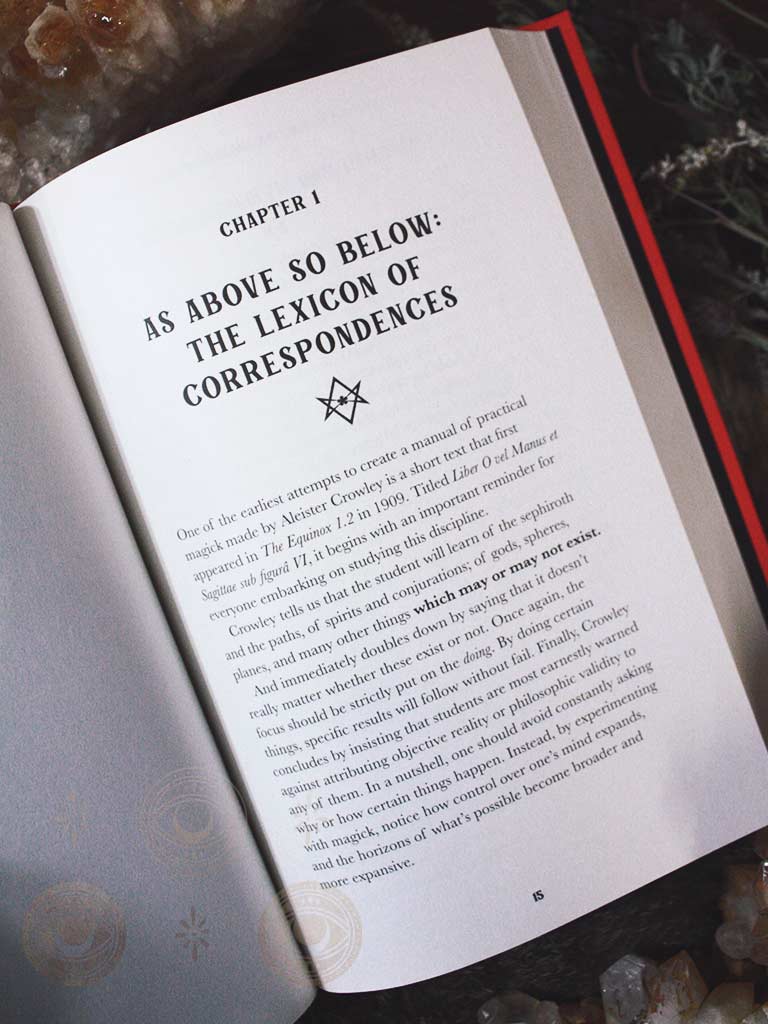 CHAPTER 1
AS ABOVE SO BELOW:
THE LEXICON OF
CORRESPONDENCES
One of the earliest attempts to create a manual of practical
magick made by Aleister Crowley is a short text that first
appeared in The Equinox 1.2 in 1909. Titled Liber O vel Manus et
Sagittae sub figurâ VI, it begins with an important reminder for
everyone embarking on studying this discipline.
Crowley tells us that the student will learn of the sephiroth
and the paths, of spirits and conjurations; of gods, spheres,
planes, and many other things which may or may not exist.
And immediately doubles down by saying that it doesn't
really matter whether these exist or not. Once again, the
focus should be strictly put on the doing. By doing certain
things, specific results will follow without fail. Finally, Crowley
concludes by insisting that students are most earnestly warned
against attributing objective reality or philosophic validity to
any of them. In a nutshell, one should avoid constantly asking
why or how certain things happen. Instead, by experimenting
with magick, notice how control over one's mind expands,
and the horizons of what's possible become broader and
more expansive.
15